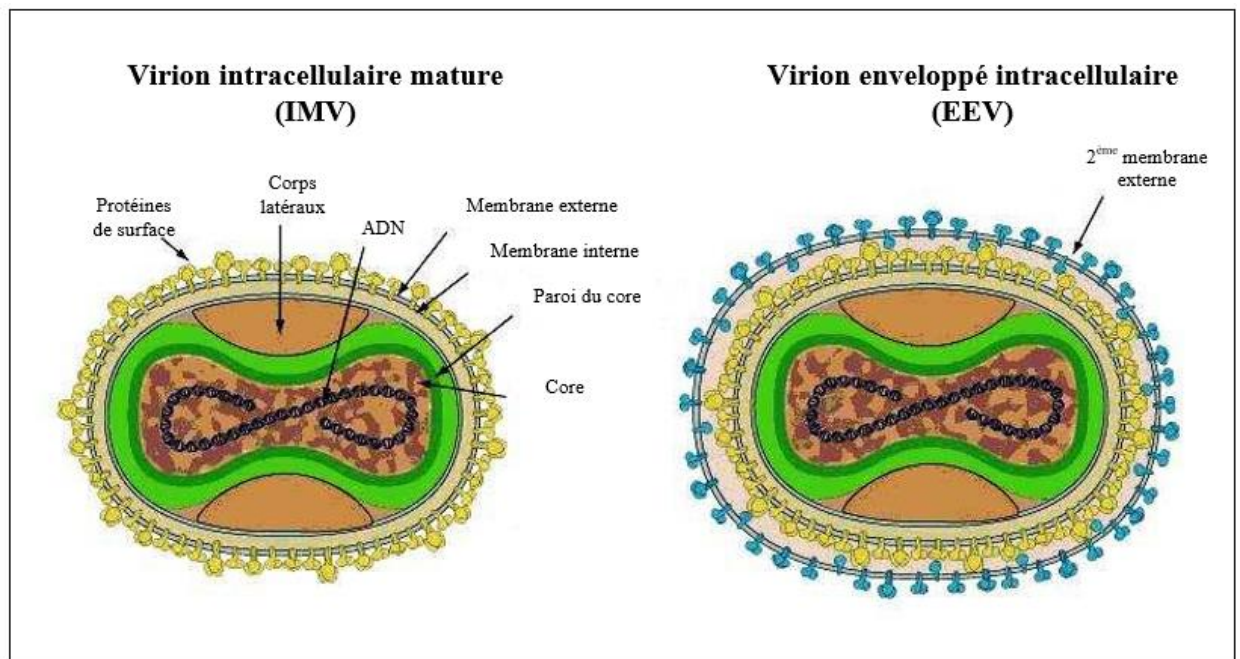 Virion intracellulaire mature
(IMV)
Virion enveloppé intracellulaire
(EEV)
2ème membrane
externe
Corps
latéraux
Protéines
de surface
ADN
Membrane externe
Membrane interne
Paroi du core
Core